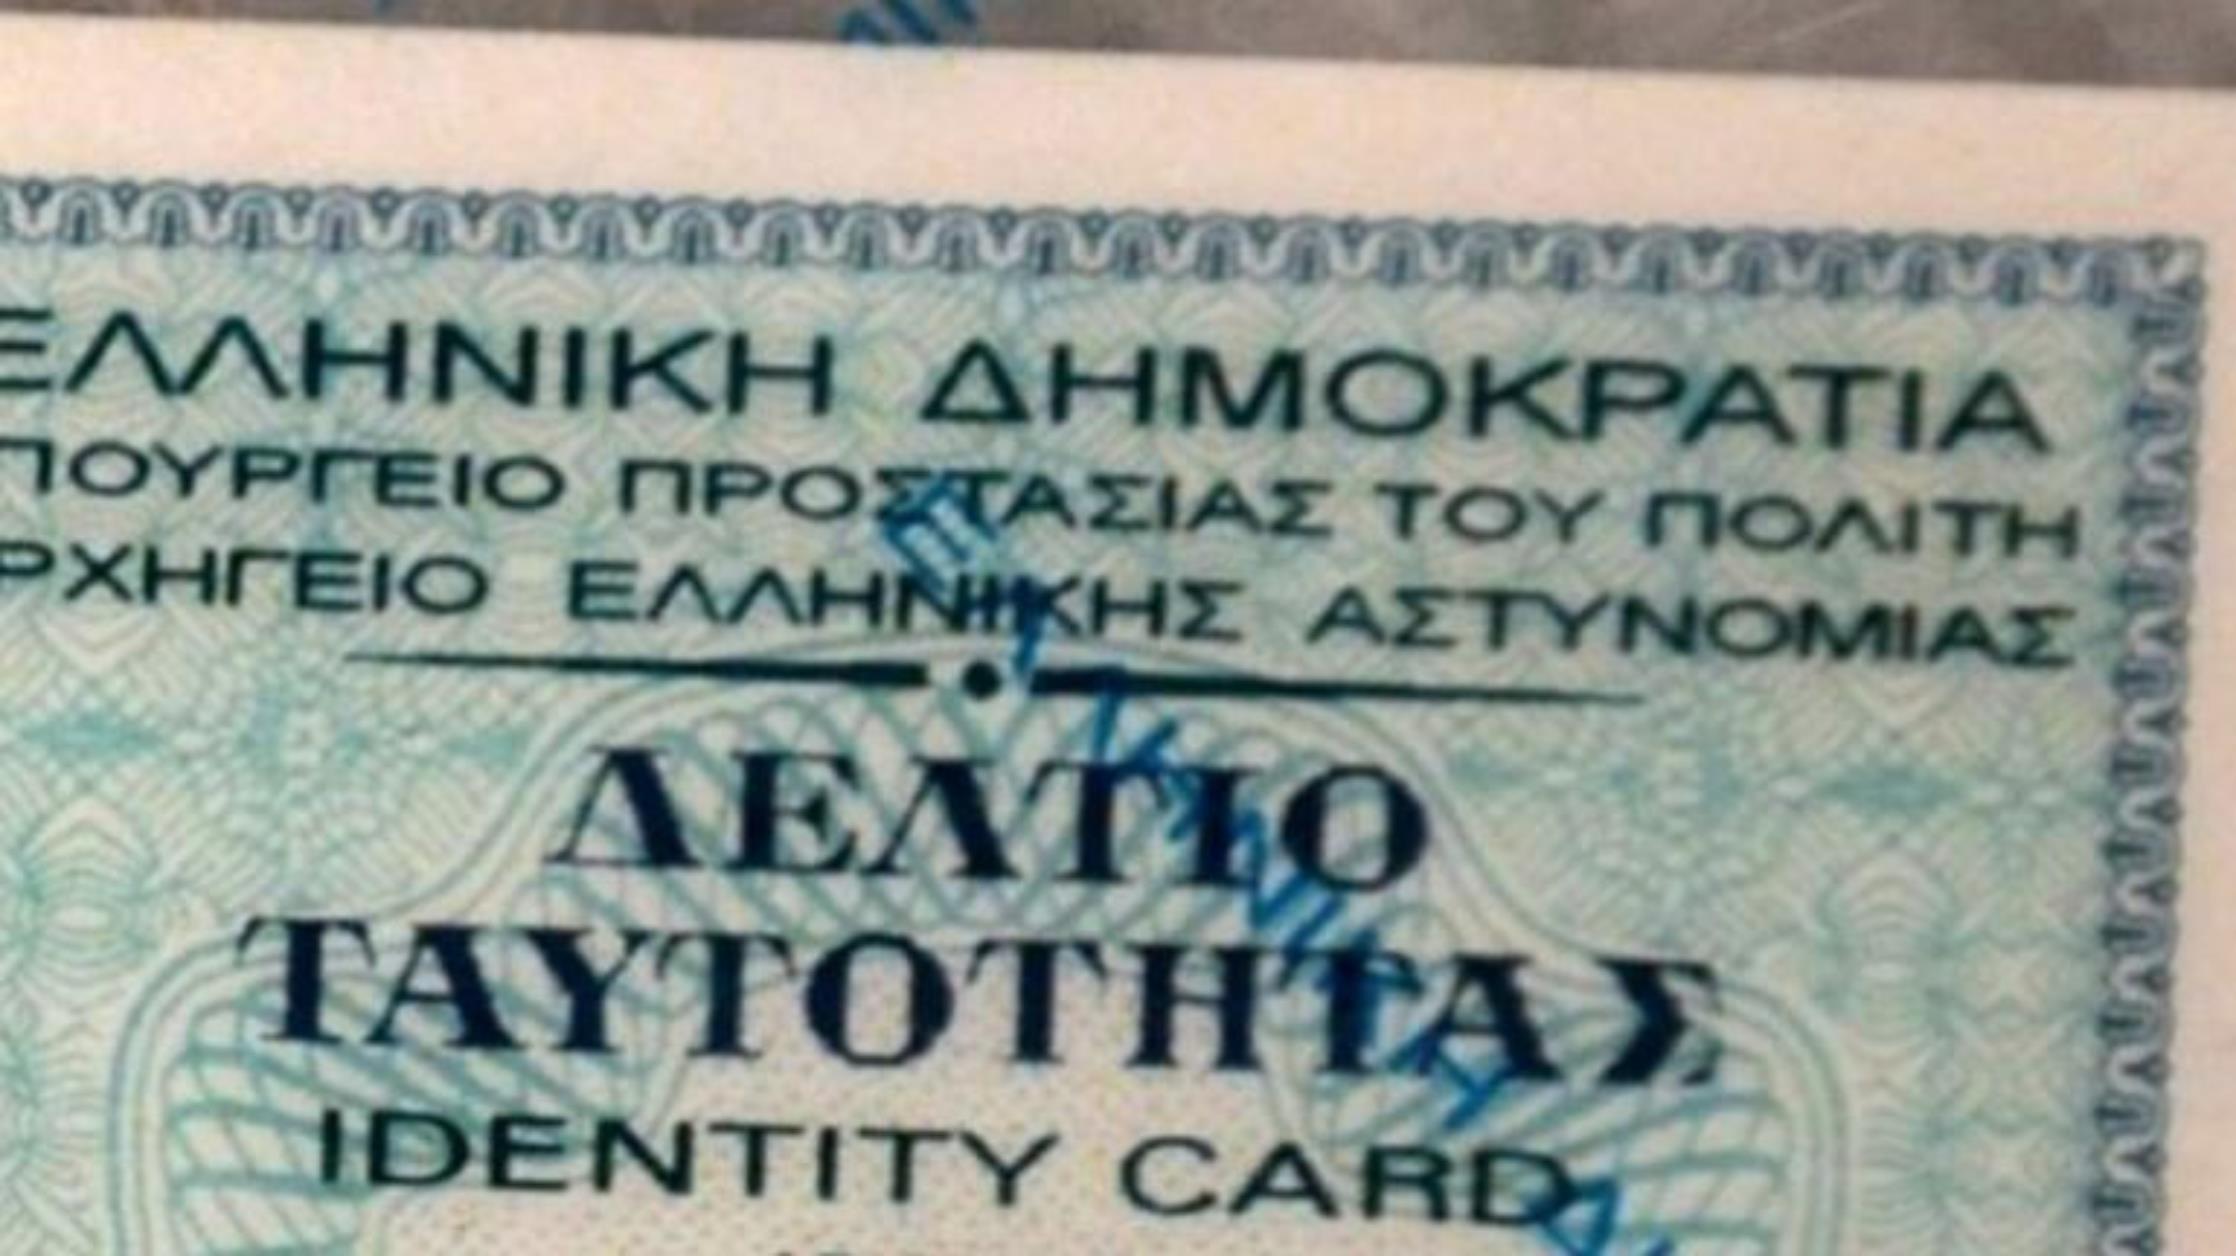 ΕΛΛΗΝΙΚΗ ΔΗΜΟΚΡΑΤΙΑ
ΠΟΥΡΓΕΙΟ ΠΡΟΣΤΑΣΙΑΣ ΤΟΥ ΠΟΛΙΤΗ
ΡΧΗΓΕΙΟ ΕΛΛΗΝΙΚΗΣ ΑΣΤΥΝΟΜΙΑΣ
ΔΕΛΤΙΟ
ΤΑΥΤΟΤΗΤΑΣ
IDENTITY CARD